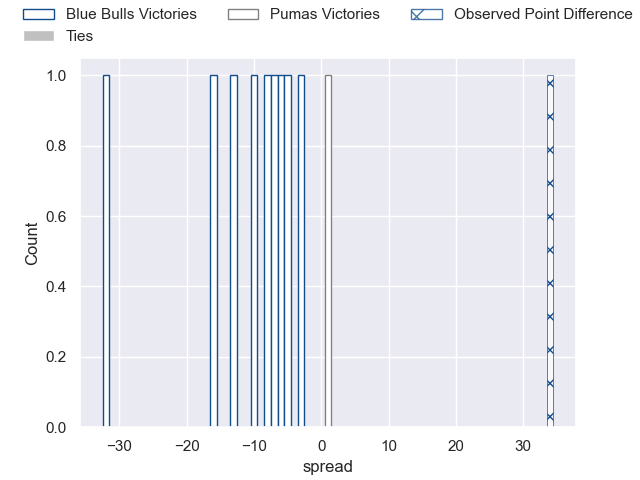 Blue Bulls Victories
Pumas Victories
Observed Point Difference
Ties
1.0
0.8
0.6
0.4
0.2
0.0
Count
−30
−20
−10
0
10
20
30
spread